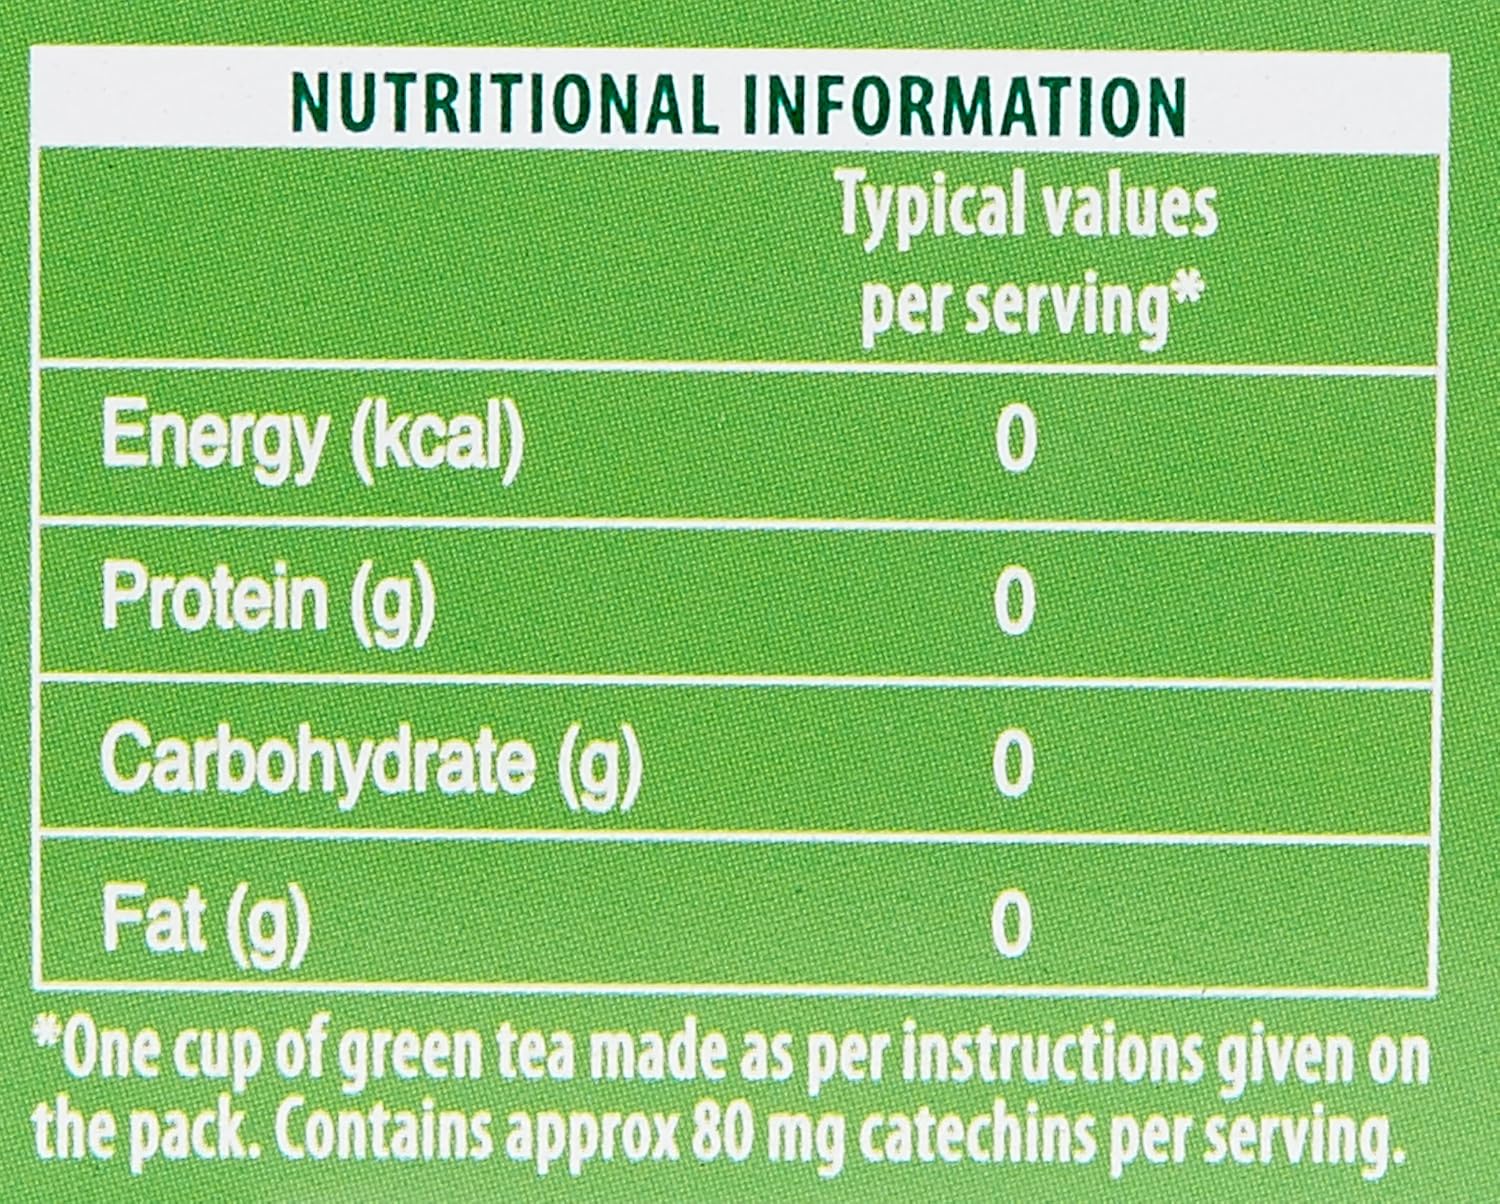 NUTRITIONAL INFORMATION
Typical values
per serving*
Energy (kcal) 0
Protein (g) 0
Carbohydrate (g) 0
Fat (g) 0
*One cup of green tea made as per instructions given on
the pack. Contains approx 80 mg catechins per serving.